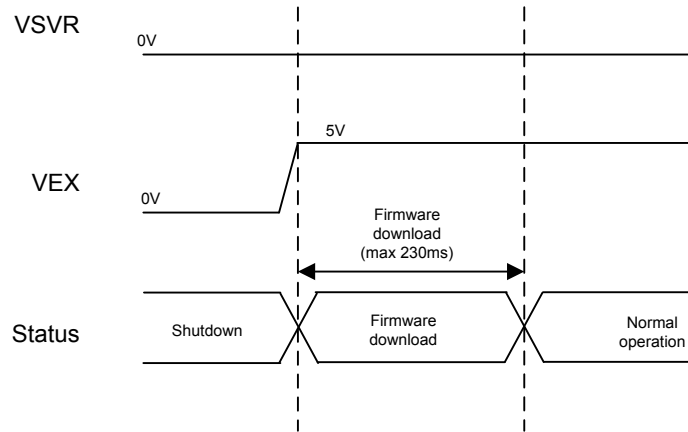 VSVR
0V
5V
VEX
0V
Firmware
download
(max 230ms)
Status
Shutdown
Firmware
download
Normal
operation